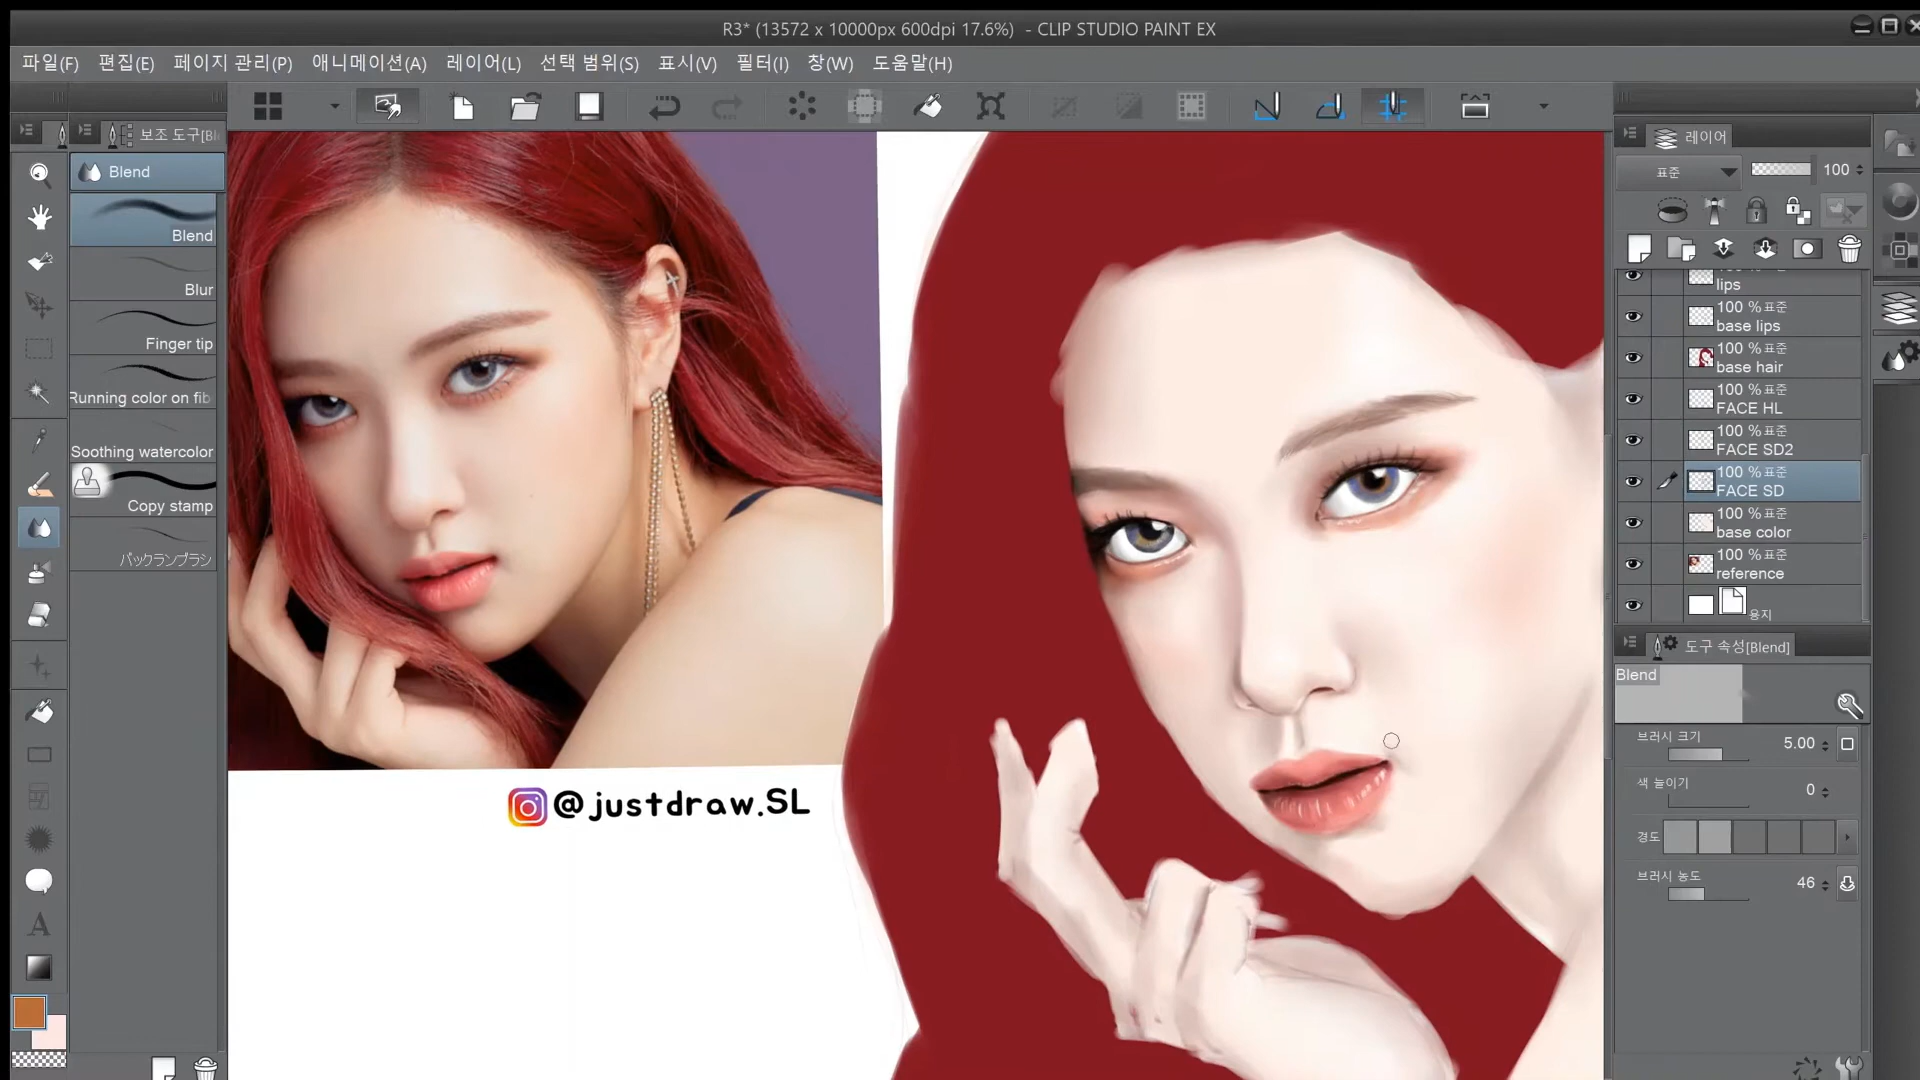 R3* (13572 x 10000px 600dpi 17.6%) - CLIP STUDIO PAINT EX
파일(F) 편집(E) 페이지 관리(P) 애니메이션(A) 레이어(L) 선택 범위(S) 표시(V) 필터(I) 창(W) 도움말(H)
보조 도구[Bl
Blend
Blend
Blur
Finger tip
Running color on fib
Soothing watercolor
Copy stamp
バックランブラシ
@justdraw.SL
레이어
표준 100
lips
100 %표준
base lips
100 %표준
base hair
100 %표준
FACE HL
100 %표준
FACE SD2
100 %표준
FACE SD
100 %표준
base color
100 %표준
reference
용지
도구 속성[Blend]
Blend
브러시 크기 5.00
색 늘이기 0
경도
브러시 농도 46